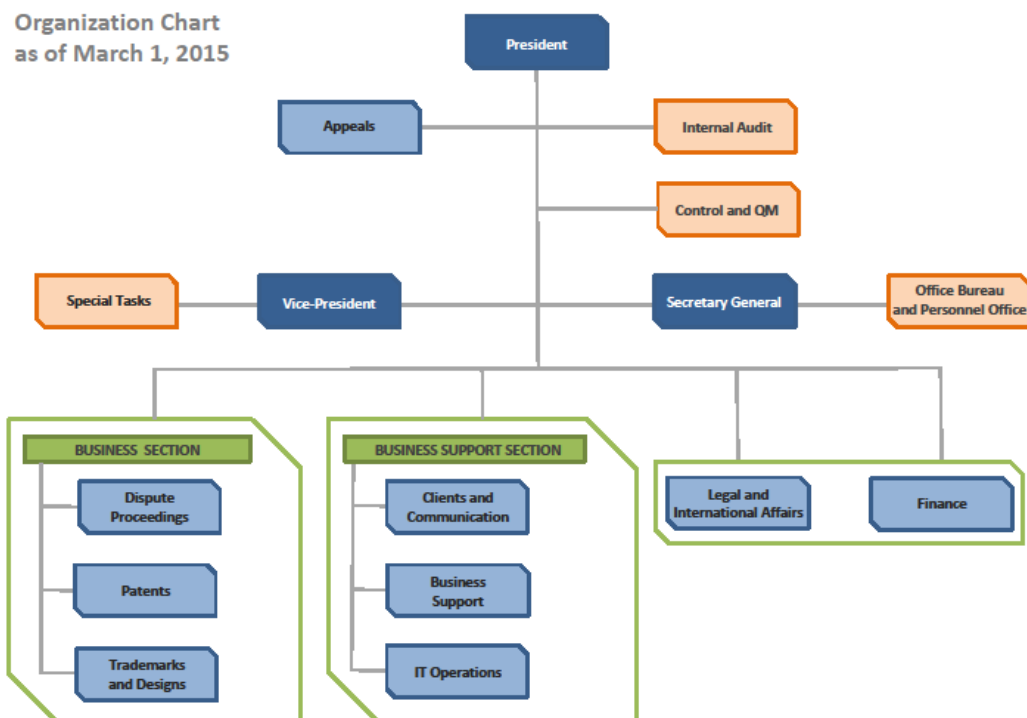 Organization Chart
as of March 1, 2015
President
Appeals
Internal Audit
Control and QM
Special Tasks
Vice-President
Secretary General
Office Bureau
and Personnel Office
BUSINESS SECTION
BUSINESS SUPPORT SECTION
Dispute
Proceedings
Clients and
Communication
Legal and
International Affairs
Finance
Patents
Business
Support
Trademarks
and Designs
IT Operations